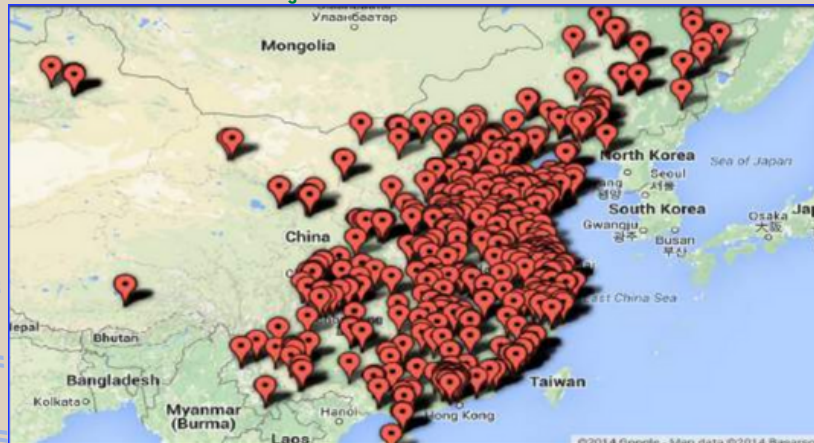 Улаанбаатар
Mongolia
North Korea
Sea of Japan
Seoul
서울
평양
South Korea
Gwangju
광주
Busan
부산
Osaka
大阪
China
East China Sea
Bhutan
Bangladesh
Kolkata
Myanmar
(Burma)
Hanoi
Laos
Hong Kong
Taiwan
©2014 Google - Map data ©2014